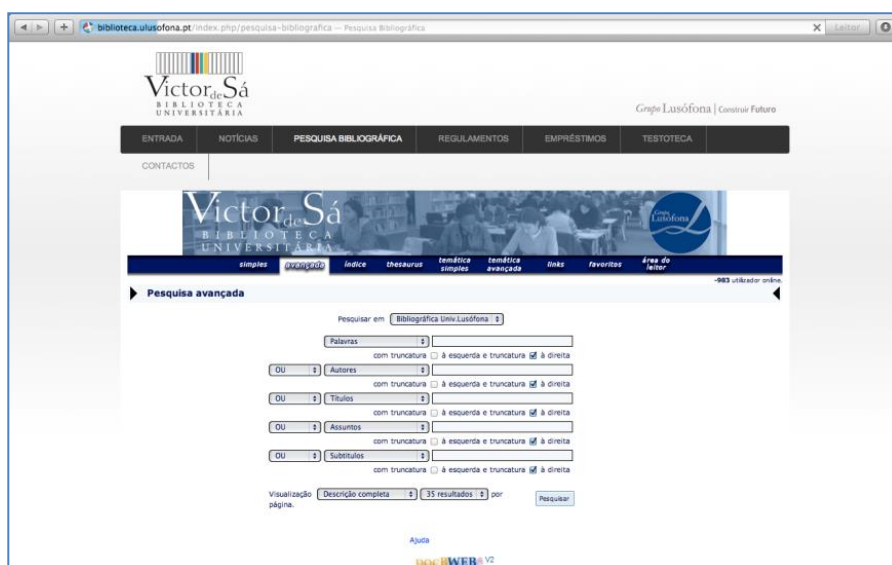 biblioteca.ulusofona.pt/index.php/pesquisa-bibliografica — Pesquisa Bibliográfica
Leitor
Victor de Sá
BIBLIOTECA
UNIVERSITÁRIA
Grupo Lusófona | Construir Futuro
ENTRADA NOTÍCIAS PESQUISA BIBLIOGRÁFICA REGULAMENTOS EMPRÉSTIMOS TESTOTECA
CONTACTOS
Victor de Sá
BIBLIOTECA
UNIVERSITÁRIA
Grupo
Lusófona
simples avançada índice thesaurus temática simples temática avançada links favoritos área do leitor
-983 utilizador online.
Pesquisa avançada
Pesquisar em Bibliográfica Univ.Lusófona
Palavras
com truncatura à esquerda e truncatura à direita
OU Autores
com truncatura à esquerda e truncatura à direita
OU Títulos
com truncatura à esquerda e truncatura à direita
OU Assuntos
com truncatura à esquerda e truncatura à direita
OU Subtítulos
com truncatura à esquerda e truncatura à direita
Visualização Descrição completa 35 resultados por
página.
Pesquisar
Ajuda
DOCBWEB V2